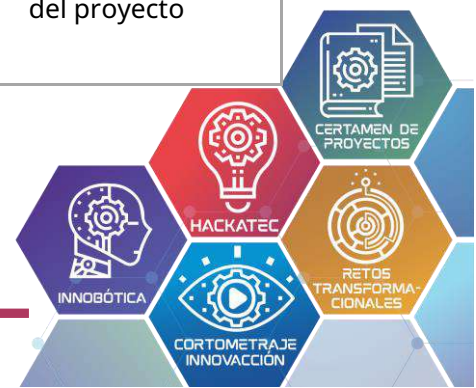 del proyecto
CERTAMEN DE
PROYECTOS
HACKATEC
RETOS
TRANSFORMA-
CIONALES
INNOBÓTICA
CORTOMETRAJE
INNOVACCIÓN